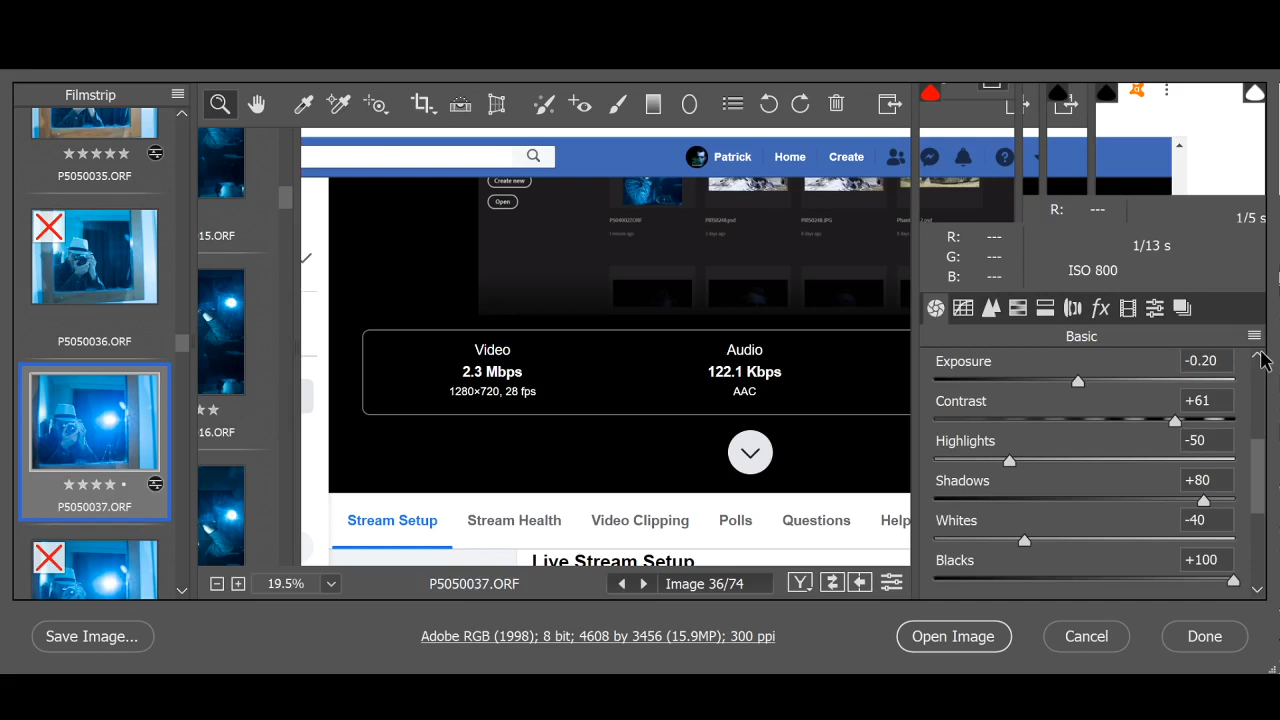 Filmstrip
P5050035.ORF
P5050036.ORF
P5050037.ORF
15.ORF
16.ORF
Patrick Home Create
Create new
Open
Video
2.3 Mbps
1280×720, 28 fps
Audio
122.1 Kbps
AAC
Stream Setup Stream Health Video Clipping Polls Questions Help
Live Stream Setup
19.5%
P5050037.ORF
Image 36/74
Y
R: ---
1/5 s
R: ---
G: ---
B: ---
1/13 s
ISO 800
fx
Basic
Exposure -0.20
Contrast +61
Highlights -50
Shadows +80
Whites -40
Blacks +100
Save Image...
Adobe RGB (1998); 8 bit; 4608 by 3456 (15.9MP); 300 ppi
Open Image
Cancel
Done